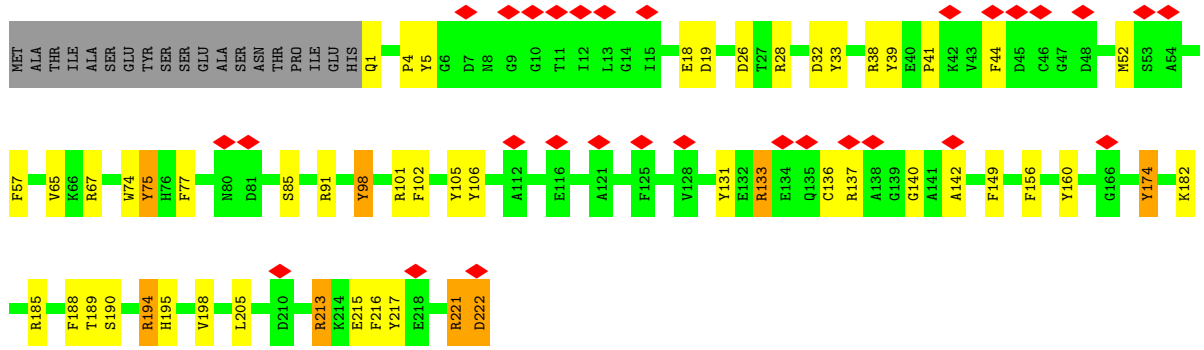 MET ALA THR ILE ALA SER GLU TYR SER SER GLU ALA SER ASN THR PRO ILE GLU HIS Q1 P4 Y5 G6 D7 N8 G9 G10 T11 I12 L13 G14 I15 E18 D19 D26 T27 R28 D32 Y33 R38 Y39 E40 P41 K42 V43 F44 D45 C46 G47 D48 M52 S53 A54
F57 V65 K66 R67 W74 Y75 H76 F77 N80 D81 S85 R91 Y98 R101 F102 Y105 Y106 A112 E116 A121 F125 V128 Y131 E132 R133 E134 Q135 C136 R137 A138 G139 G140 A141 A142 F149 F156 Y160 G166 Y174 K182
R185 F188 T189 S190 R194 H195 V198 L205 D210 R213 K214 E215 F216 Y217 E218 R221 D222